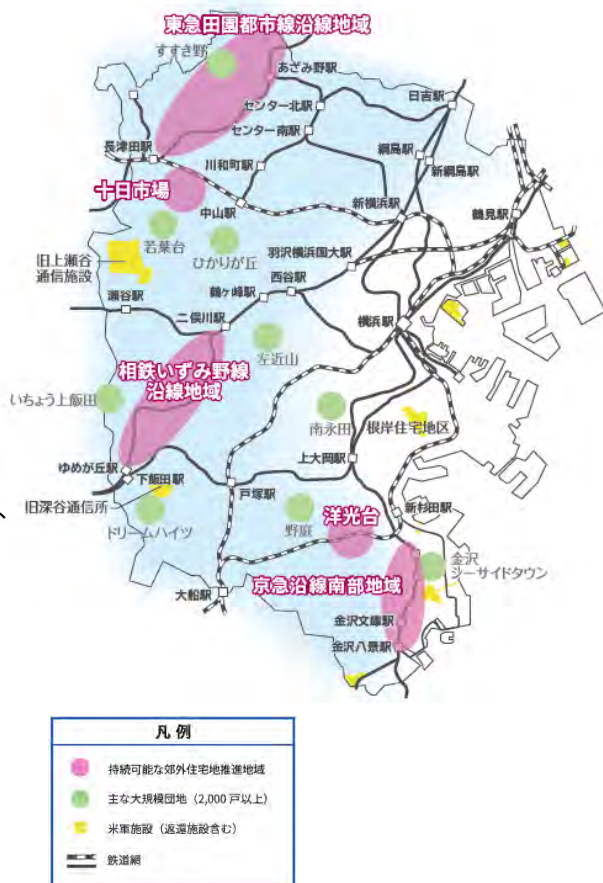 東急田園都市線沿線地域
すすき野
あざみ野駅
日吉駅
センター北駅
センター南駅
長津田駅
綱島駅
新綱島駅
川和町駅
十日市場
中山駅
新横浜駅
鶴見駅
若葉台
ひかりが丘
羽沢横浜国大駅
旧上瀬谷
通信施設
西谷駅
瀬谷駅
鶴ヶ峰駅
二俣川駅
横浜駅
左近山
相鉄いずみ野線
沿線地域
いちょう上飯田
南永田
根岸住宅地区
上大岡駅
ゆめが丘駅
下飯田駅
戸塚駅
旧深谷通信所
新杉田駅
ドリームハイツ
野庭
洋光台
金沢
シーサイドタウン
京急沿線南部地域
大船駅
金沢文庫駅
金沢八景駅
凡例
持続可能な郊外住宅地推進地域
主な大規模団地（2,000戸以上）
米軍施設（返還施設含む）
鉄道網